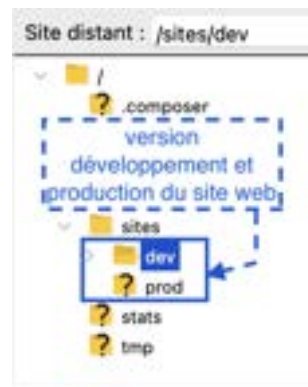 Site distant : /sites/dev
/
.composer
version
développement et
production du site web
sites
dev
prod
stats
tmp